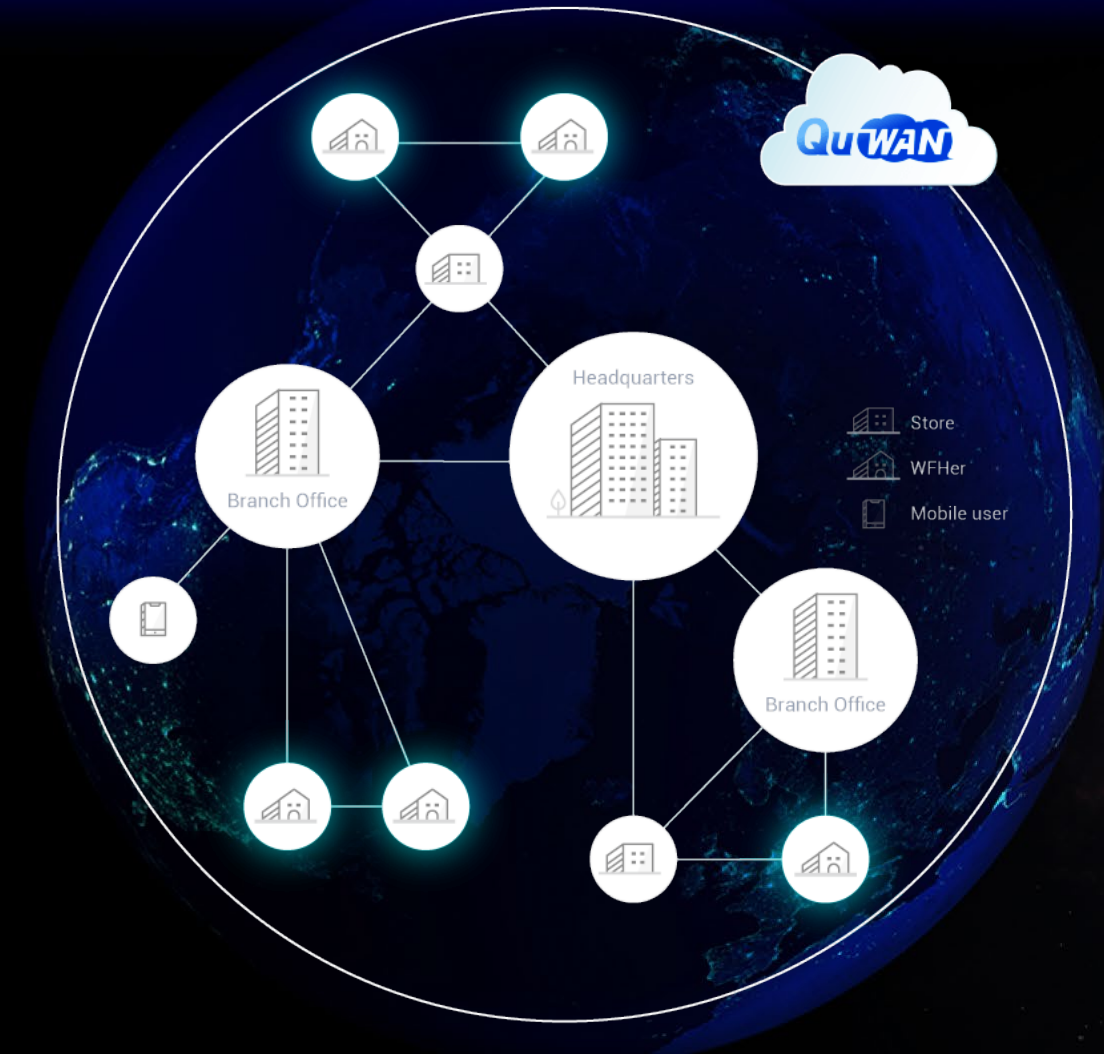 QuWAN
Headquarters
Branch Office
Store
WFHer
Mobile user
Branch Office